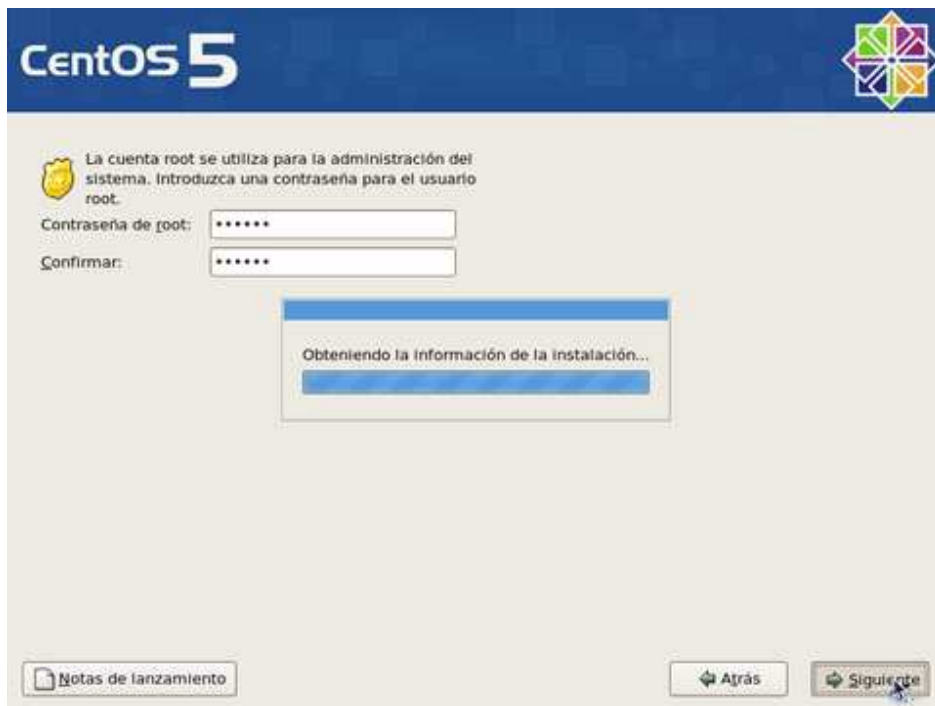 CentOS 5
La cuenta root se utiliza para la administración del
sistema. Introduzca una contraseña para el usuario
root.
Contraseña de root: ••••••
Confirmar: ••••••
Obteniendo la información de la instalación...
Notas de lanzamiento
Atrás
Siguiente